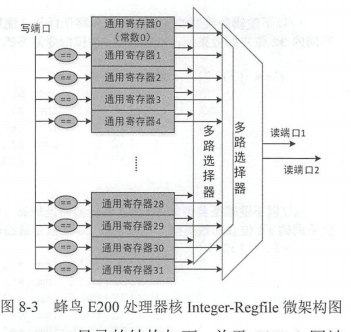 写端口
通用寄存器0
（常数0）
== 通用寄存器1
== 通用寄存器2
== 通用寄存器3
== 通用寄存器4
......
== 通用寄存器28
== 通用寄存器29
== 通用寄存器30
== 通用寄存器31
多路选择器
多路选择器
读端口1
读端口2
图 8-3 蜂鸟 E200 处理器核 Integer-Regfile 微架构图